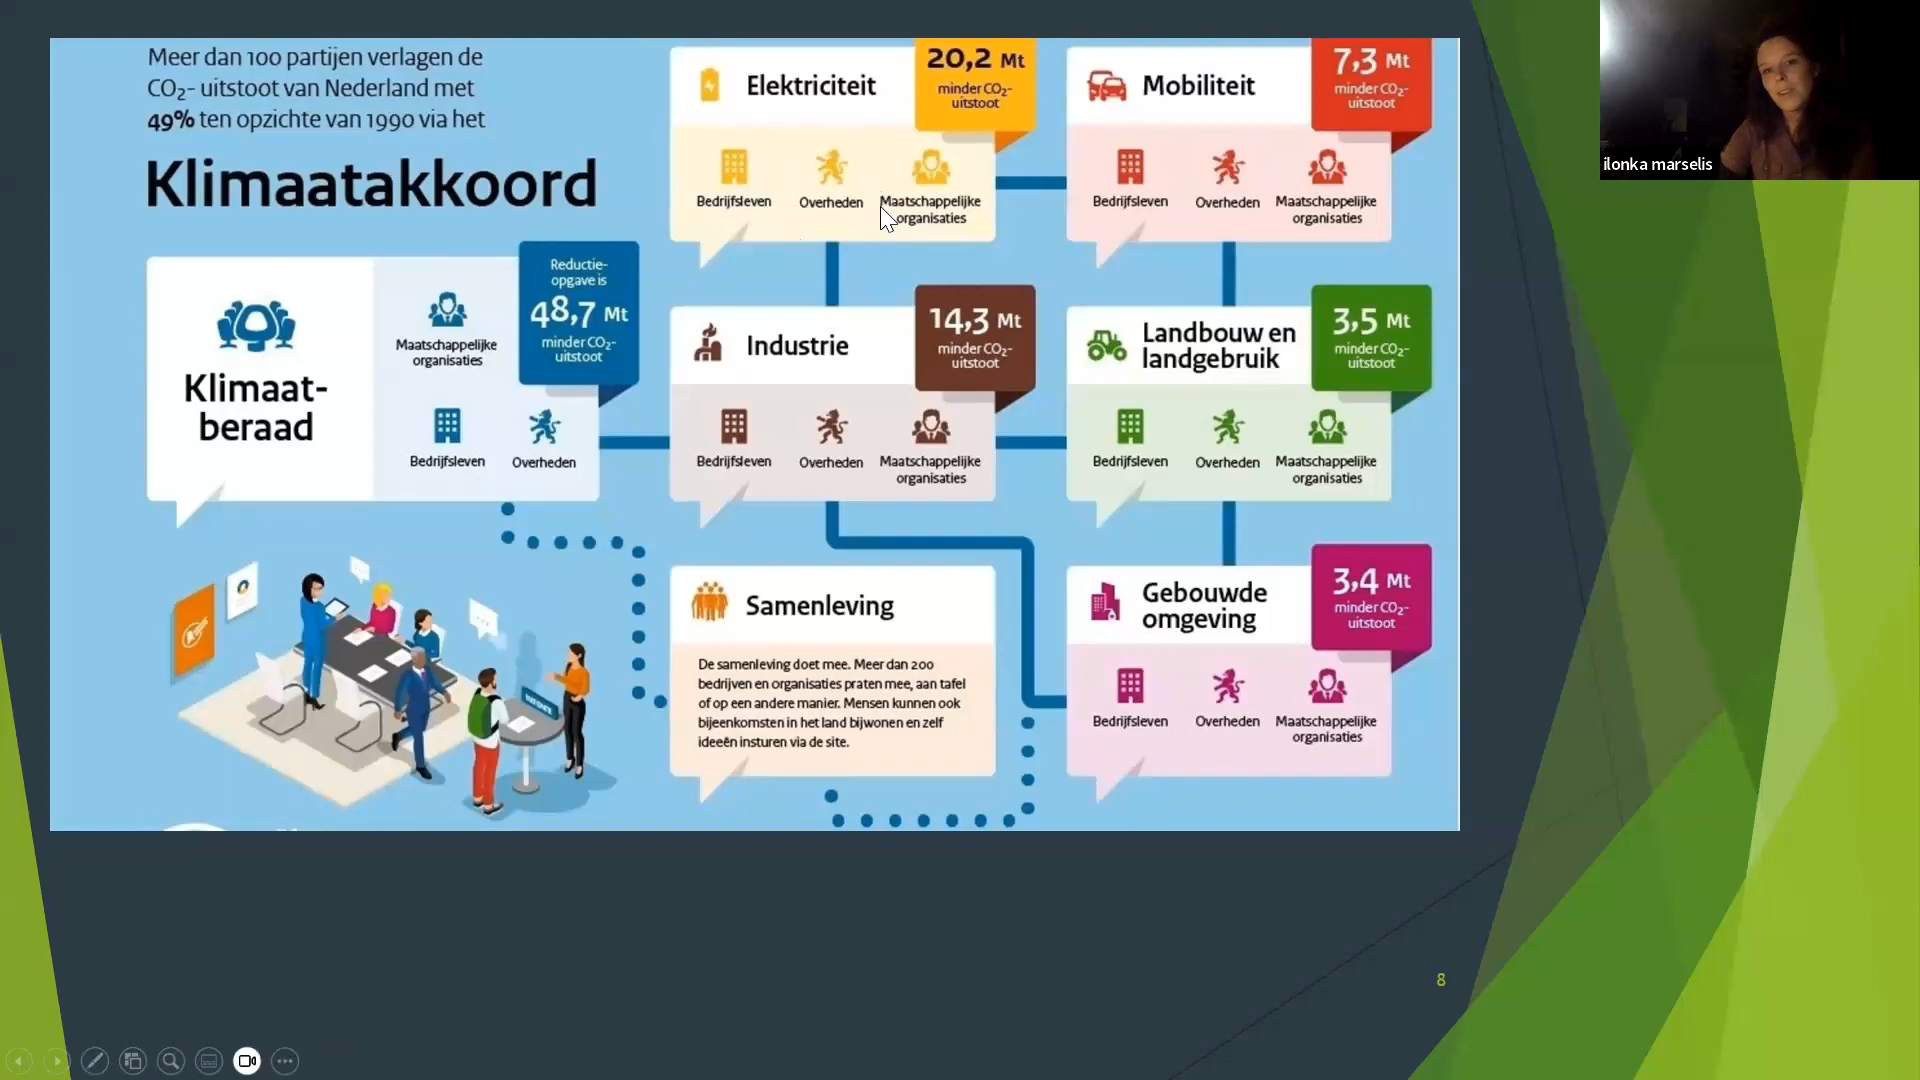 Meer dan 100 partijen verlagen de
CO₂- uitstoot van Nederland met
49% ten opzichte van 1990 via het
Klimaatakkoord
Klimaat-
beraad
Maatschappelijke
organisaties
Bedrijfsleven
Overheden
Reductie-
opgave is
48,7 Mt
minder CO₂-
uitstoot
Elektriciteit
20,2 Mt
minder CO₂-
uitstoot
Bedrijfsleven
Overheden
Maatschappelijke
organisaties
Mobiliteit
7,3 Mt
minder CO₂-
uitstoot
Bedrijfsleven
Overheden
Maatschappelijke
organisaties
Industrie
14,3 Mt
minder CO₂-
uitstoot
Bedrijfsleven
Overheden
Maatschappelijke
organisaties
Landbouw en
landgebruik
3,5 Mt
minder CO₂-
uitstoot
Bedrijfsleven
Overheden
Maatschappelijke
organisaties
Samenleving
De samenleving doet mee. Meer dan 200
bedrijven en organisaties praten mee, aan tafel
of op een andere manier. Mensen kunnen ook
bijeenkomsten in het land bijwonen en zelf
ideeën insturen via de site.
Gebouwde
omgeving
3,4 Mt
minder CO₂-
uitstoot
Bedrijfsleven
Overheden
Maatschappelijke
organisaties
ilonka marselis
8